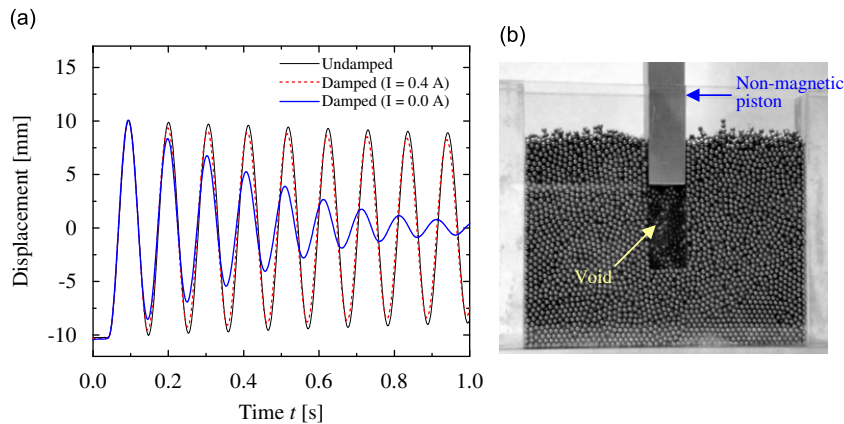 (a)
15
10
5
0
-5
-10
0.0 0.2 0.4 0.6 0.8 1.0
Displacement [mm]
Time t [s]
Undamped
Damped (I = 0.4 A)
Damped (I = 0.0 A)
(b)
Non-magnetic
piston
Void